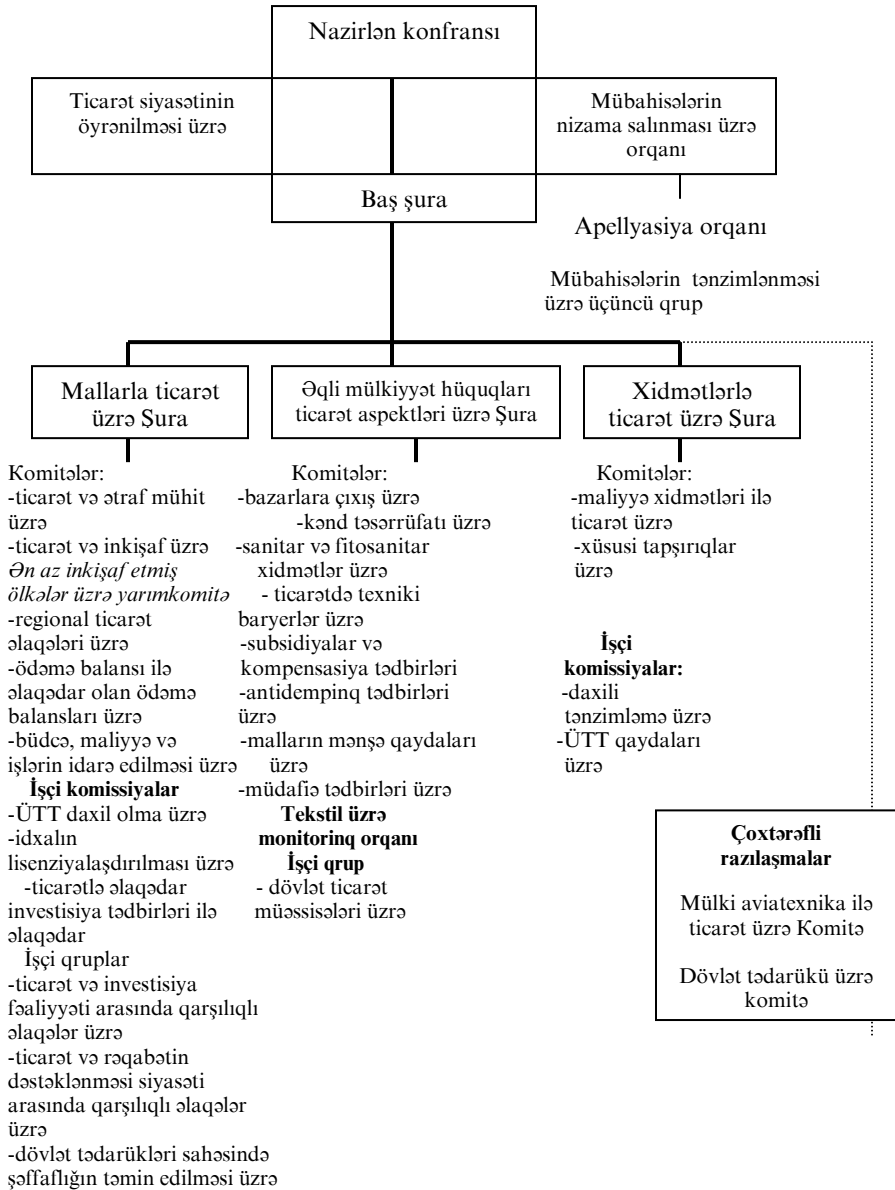 Nazirlən konfransı
Ticarət siyasətinin
öyrənilməsi üzrə
Mübahisələrin
nizama salınması üzrə
orqanı
Baş şura
Apellyasiya orqanı
Mübahisələrin tənzimlənməsi
üzrə üçüncü qrup
Mallarla ticarət
üzrə Şura
Əqli mülkiyyət hüquqları
ticarət aspektləri üzrə Şura
Xidmətlərlə
ticarət üzrə Şura
Komitələr:
-ticarət və ətraf mühit
üzrə
-ticarət və inkişaf üzrə
Ən az inkişaf etmiş
ölkələr üzrə yarımkomitə
-regional ticarət
əlaqələri üzrə
-ödəmə balansı ilə
əlaqədar olan ödəmə
balansları üzrə
-büdcə, maliyyə və
işlərin idarə edilməsi üzrə
İşçi komissiyalar
-ÜTT daxil olma üzrə
-idxalın
lisenziyalaşdırılması üzrə
-ticarətlə əlaqədar
investisiya tədbirləri ilə
əlaqədar
İşçi qruplar
-ticarət və investisiya
fəaliyyəti arasında qarşılıqlı
əlaqələr üzrə
-ticarət və rəqabətin
dəstəklənməsi siyasəti
arasında qarşılıqlı əlaqələr
üzrə
-dövlət tədarükləri sahəsində
şəffaflığın təmin edilməsi üzrə
Komitələr:
-bazarlara çıxış üzrə
-kənd təsərrüfatı üzrə
-sanitar və fitosanitar
xidmətlər üzrə
- ticarətdə texniki
baryerlər üzrə
-subsidiyalar və
kompensasiya tədbirləri
-antidempinq tədbirləri
üzrə
-malların mənşə qaydaları
üzrə
-müdafiə tədbirləri üzrə
Tekstil üzrə
monitorinq orqanı
İşçi qrup
- dövlət ticarət
müəssisələri üzrə
Komitələr:
-maliyyə xidmətləri ilə
ticarət üzrə
-xüsusi tapşırıqlar
üzrə
İşçi
komissiyalar:
-daxili
tənzimləmə üzrə
-ÜTT qaydaları
üzrə
Çoxtərəfli
razılaşmalar
Mülki aviatexnika ilə
ticarət üzrə Komitə
Dövlət tədarükü üzrə
komitə